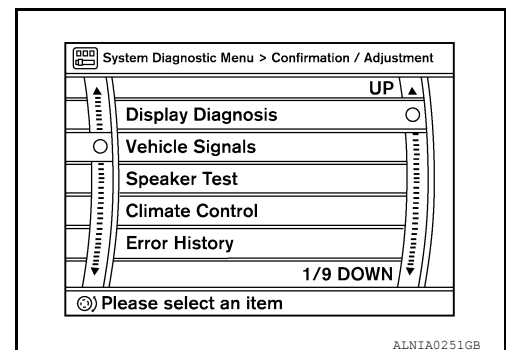 System Diagnostic Menu > Confirmation / Adjustment
UP
Display Diagnosis
Vehicle Signals
Speaker Test
Climate Control
Error History
1/9 DOWN
Please select an item
ALNIA0251GB